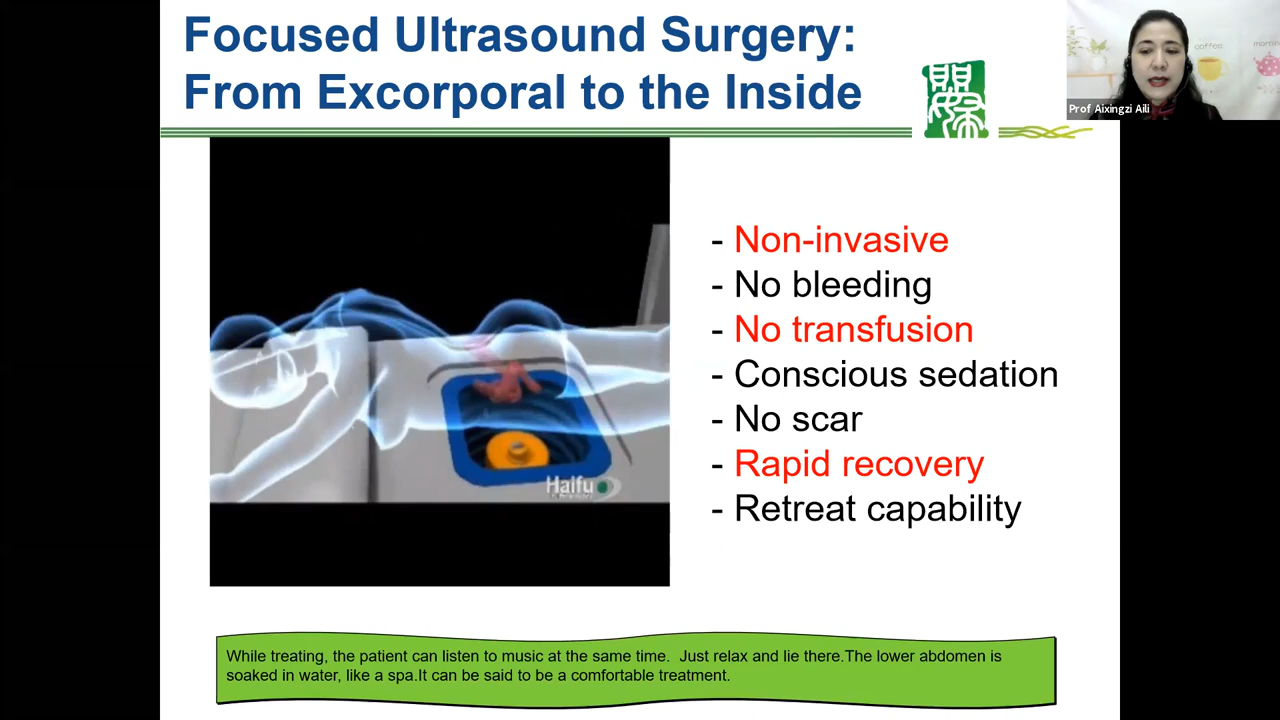 Focused Ultrasound Surgery:
From Excorporal to the Inside
coffee
Prof Aixingzi Aili
- Non-invasive
- No bleeding
- No transfusion
- Conscious sedation
- No scar
- Rapid recovery
- Retreat capability
Haifu
While treating, the patient can listen to music at the same time.  Just relax and lie there.The lower abdomen is
soaked in water, like a spa.It can be said to be a comfortable treatment.